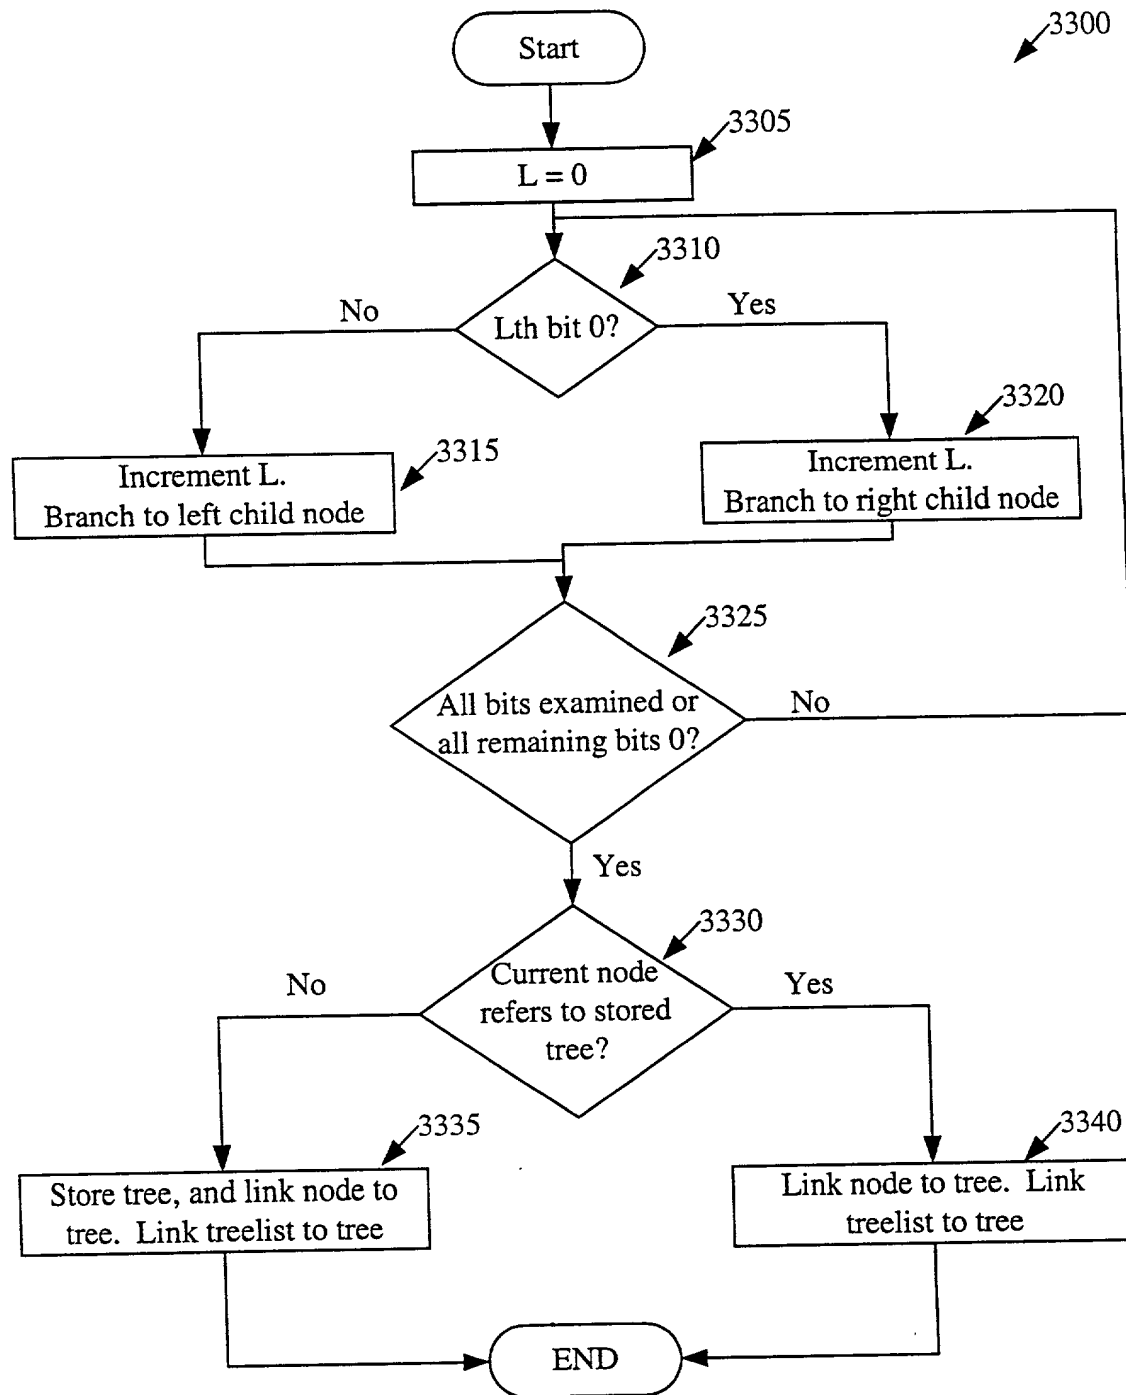 3300
Start
3305
L = 0
3310
No
Yes
Lth bit 0?
3320
3315
Increment L.
Branch to left child node
Increment L.
Branch to right child node
3325
All bits examined or
all remaining bits 0?
No
Yes
3330
No
Yes
Current node
refers to stored
tree?
3335
3340
Store tree, and link node to
tree. Link treelist to tree
Link node to tree. Link
treelist to tree
END